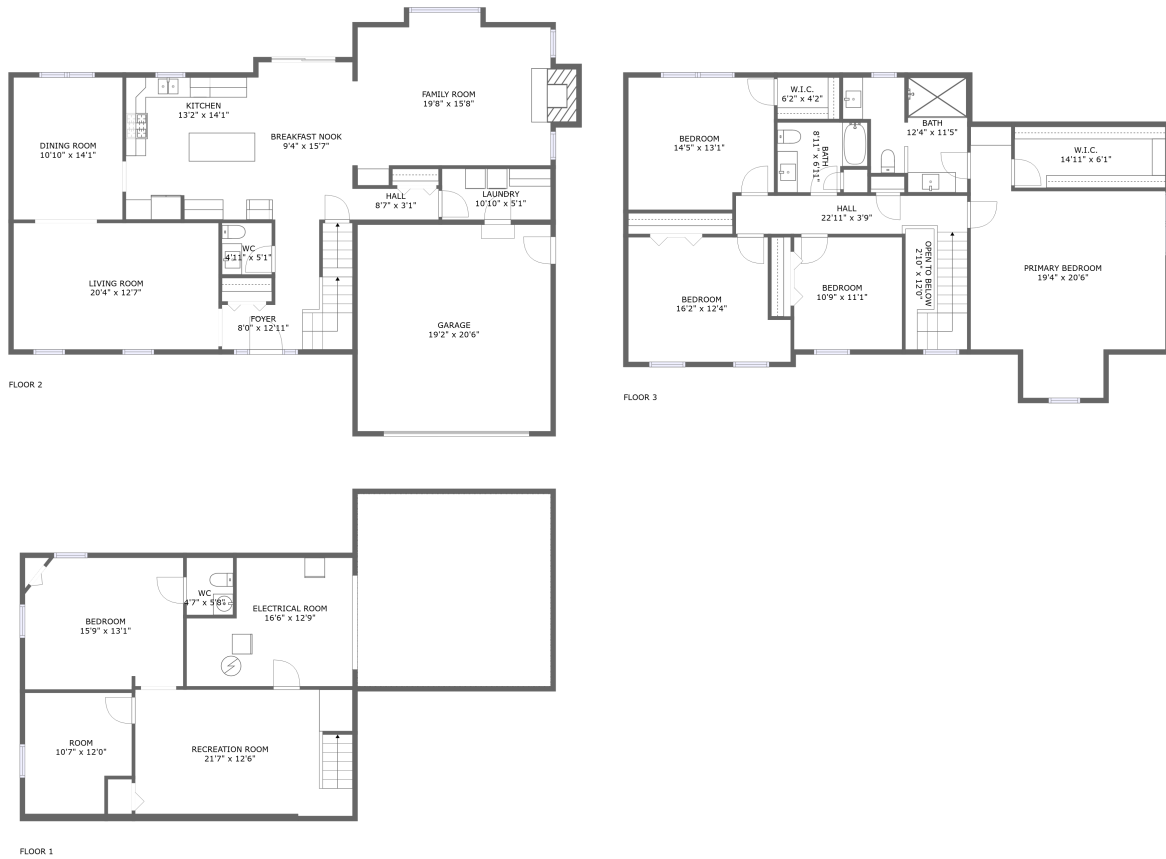 FAMILY ROOM
19'8" x 15'8"
KITCHEN
13'2" x 14'1"
BREAKFAST NOOK
9'4" x 15'7"
DINING ROOM
10'10" x 14'1"
HALL
8'7" x 3'1"
LAUNDRY
10'10" x 5'1"
WC
4'11" x 5'1"
LIVING ROOM
20'4" x 12'7"
FOYER
8'0" x 12'11"
GARAGE
19'2" x 20'6"
FLOOR 2
W.I.C.
6'2" x 4'2"
BEDROOM
14'5" x 13'1"
BATH
8'11" x 6'11"
BATH
12'4" x 11'5"
W.I.C.
14'11" x 6'1"
HALL
22'11" x 3'9"
OPEN TO BELOW
2'10" x 12'0"
PRIMARY BEDROOM
19'4" x 20'6"
BEDROOM
16'2" x 12'4"
BEDROOM
10'9" x 11'1"
FLOOR 3
WC
4'7" x 5'8"
BEDROOM
15'9" x 13'1"
ELECTRICAL ROOM
16'6" x 12'9"
ROOM
10'7" x 12'0"
RECREATION ROOM
21'7" x 12'6"
FLOOR 1